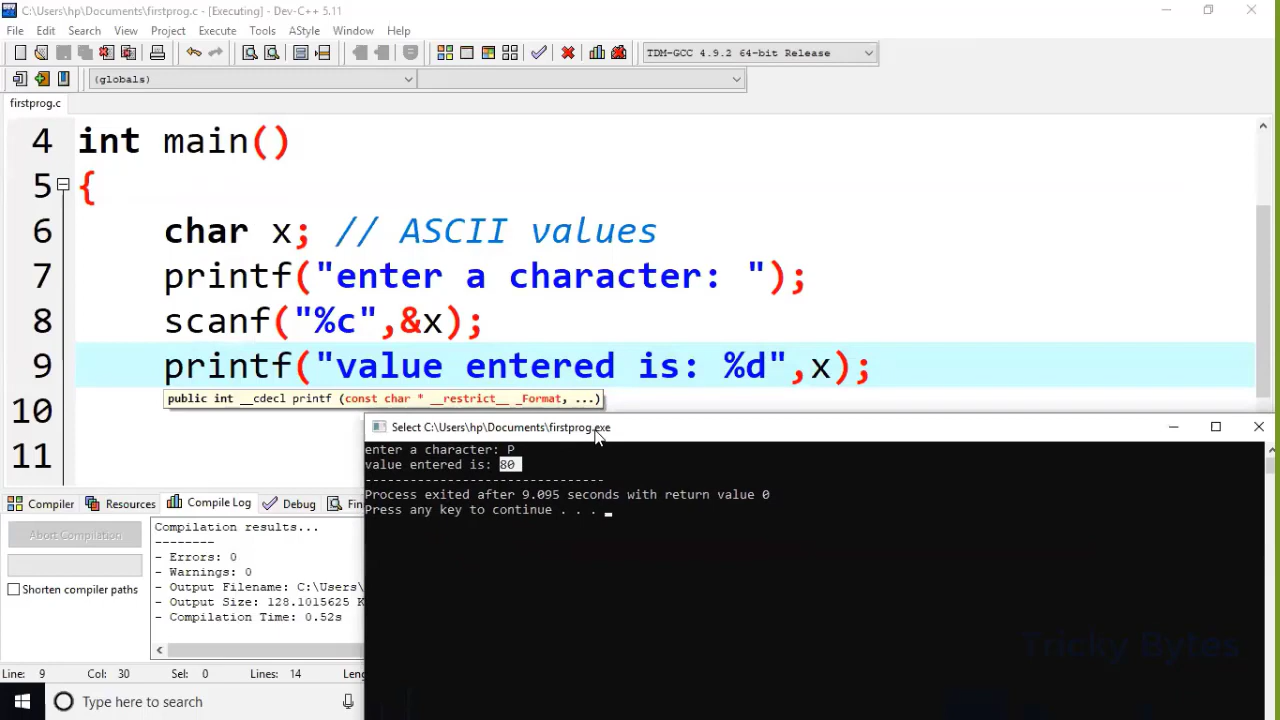 C:\Users\hp\Documents\firstprog.c - [Executing] - Dev-C++ 5.11
File Edit Search View Project Execute Tools AStyle Window Help
TDM-GCC 4.9.2 64-bit Release
(globals)
firstprog.c
4 int main()
5 {
6 char x; // ASCII values
7 printf("enter a character: ");
8 scanf("%c",&x);
9 printf("value entered is: %d",x);
public int __cdecl printf (const char * __restrict__ _Format, ...)
10
11
Select C:\Users\hp\Documents\firstprog.exe
enter a character: P
value entered is: 80
--------------------------------
Process exited after 9.095 seconds with return value 0
Press any key to continue . . .
Compiler Resources Compile Log Debug Fin
Abort Compilation
Shorten compiler paths
Compilation results...
--------
- Errors: 0
- Warnings: 0
- Output Filename: C:\Users\
- Output Size: 128.1015625 K
- Compilation Time: 0.52s
Tricky Bytes
Line: 9 Col: 30 Sel: 0 Lines: 14 Leng
Type here to search